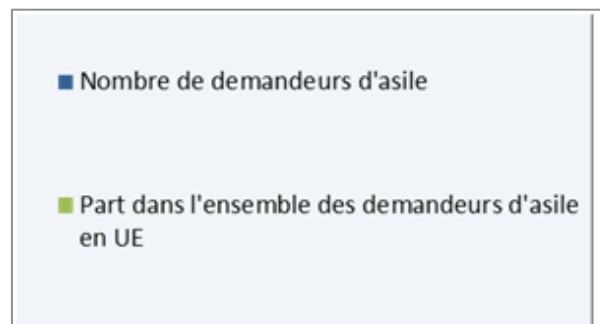 Nombre de demandeurs d'asile
Part dans l'ensemble des demandeurs d'asile
en UE